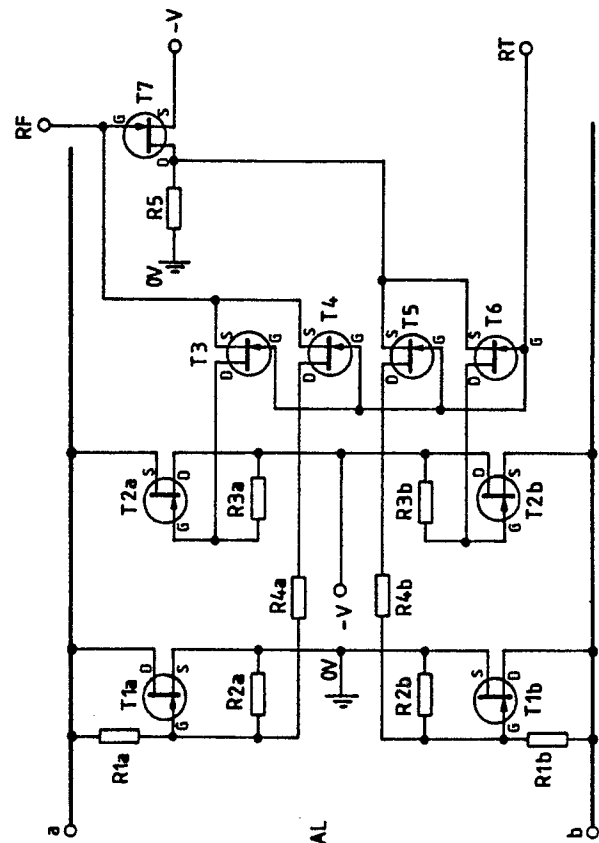 RF
a
T7
G
-V
S
D
T2a
S
G
D
T1a
D
G
S
R1a
R5
0V
T3
S
D
G
R2a
R3a
R4a
T4
S
D
G
0V
-V
R4b
T5
S
D
G
R2b
R3b
T6
S
D
G
T1b
S
G
D
T2b
D
G
S
R1b
RT
AL
b